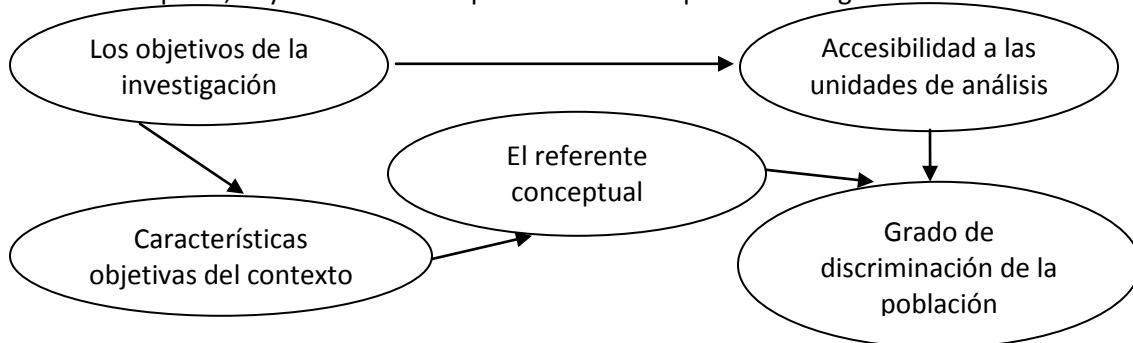 Los objetivos de la
investigación
Accesibilidad a las
unidades de análisis
El referente
conceptual
Características
objetivas del contexto
Grado de
discriminación de la
población